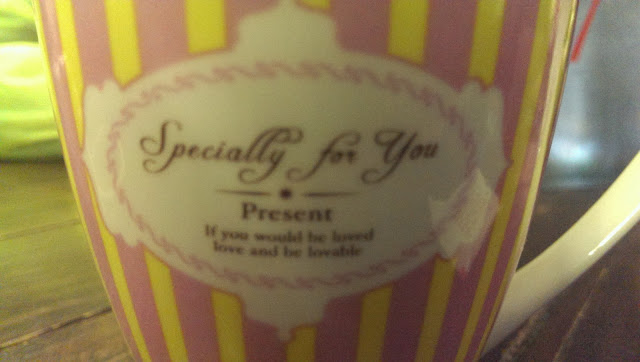 Specially for You
Present
If you would be loved
love and be lovable